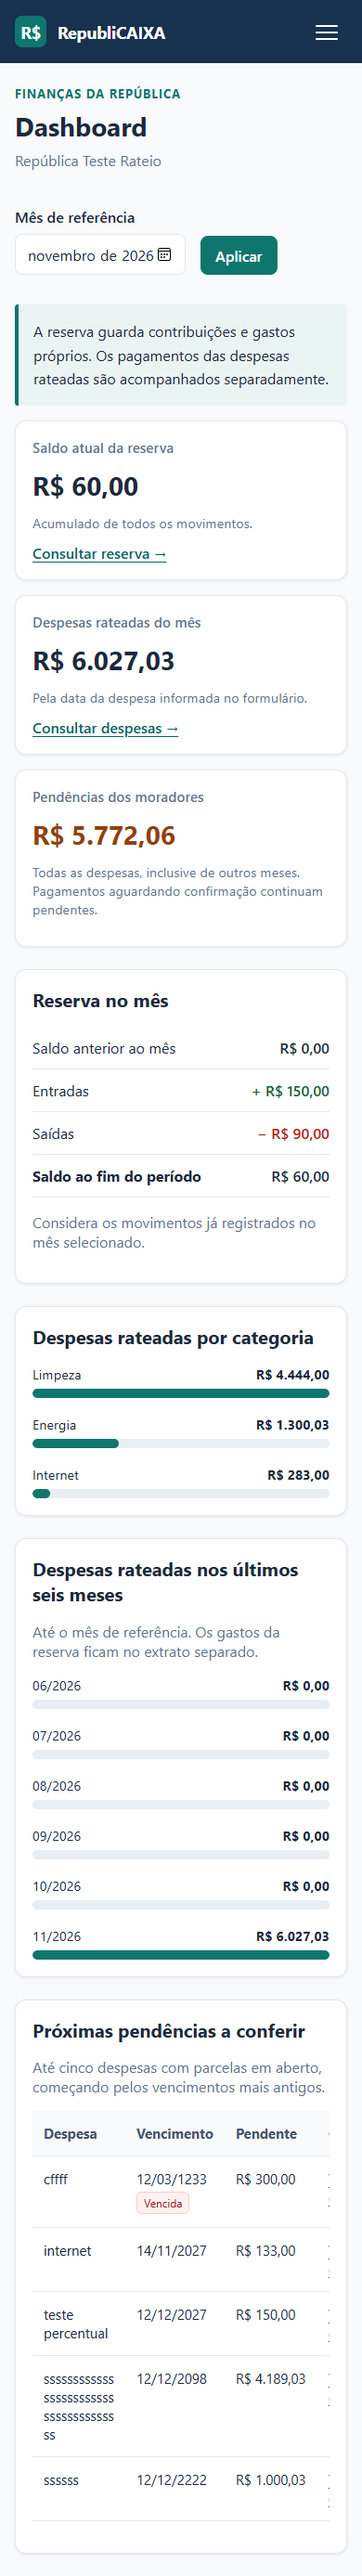 R$ RepubliCAIXA
FINANÇAS DA REPÚBLICA
Dashboard
República Teste Rateio
Mês de referência
novembro de 2026
Aplicar
A reserva guarda contribuições e gastos
próprios. Os pagamentos das despesas
rateadas são acompanhados separadamente.
Saldo atual da reserva
R$ 60,00
Acumulado de todos os movimentos.
Consultar reserva →
Despesas rateadas do mês
R$ 6.027,03
Pela data da despesa informada no formulário.
Consultar despesas →
Pendências dos moradores
R$ 5.772,06
Todas as despesas, inclusive de outros meses.
Pagamentos aguardando confirmação continuam
pendentes.
Reserva no mês
Saldo anterior ao mês R$ 0,00
Entradas + R$ 150,00
Saídas − R$ 90,00
Saldo ao fim do período R$ 60,00
Considera os movimentos já registrados no
mês selecionado.
Despesas rateadas por categoria
Limpeza R$ 4.444,00
Energia R$ 1.300,03
Internet R$ 283,00
Despesas rateadas nos últimos
seis meses
Até o mês de referência. Os gastos da
reserva ficam no extrato separado.
06/2026 R$ 0,00
07/2026 R$ 0,00
08/2026 R$ 0,00
09/2026 R$ 0,00
10/2026 R$ 0,00
11/2026 R$ 6.027,03
Próximas pendências a conferir
Até cinco despesas com parcelas em aberto,
começando pelos vencimentos mais antigos.
Despesa Vencimento Pendente
cffff 12/03/1233 R$ 300,00
Vencida
internet 14/11/2027 R$ 133,00
teste 12/12/2027 R$ 150,00
percentual
ssssssssssss 12/12/2098 R$ 4.189,03
ssssssssssss
ssssssssssss
ss
ssssss 12/12/2222 R$ 1.000,03